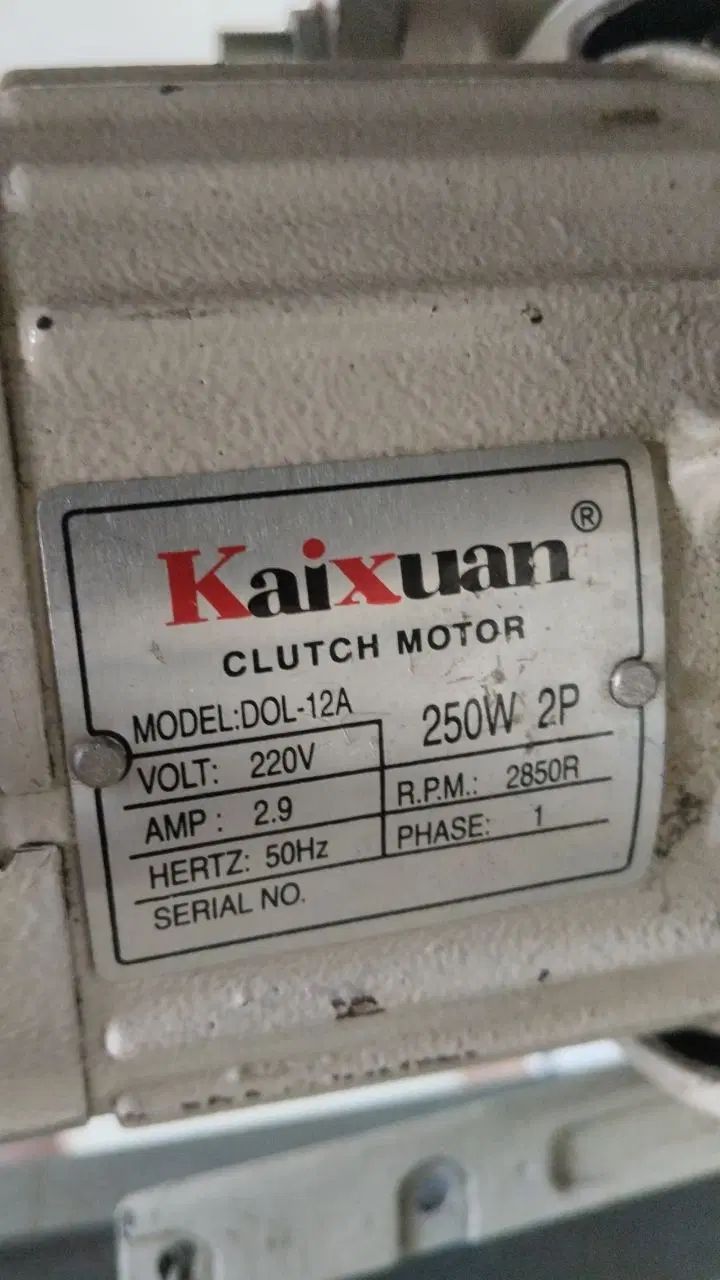 Kaixuan®
CLUTCH MOTOR
MODEL:DOL-12A
250W 2P
VOLT: 220V
R.P.M.: 2850R
AMP : 2.9
PHASE: 1
HERTZ: 50Hz
SERIAL NO.